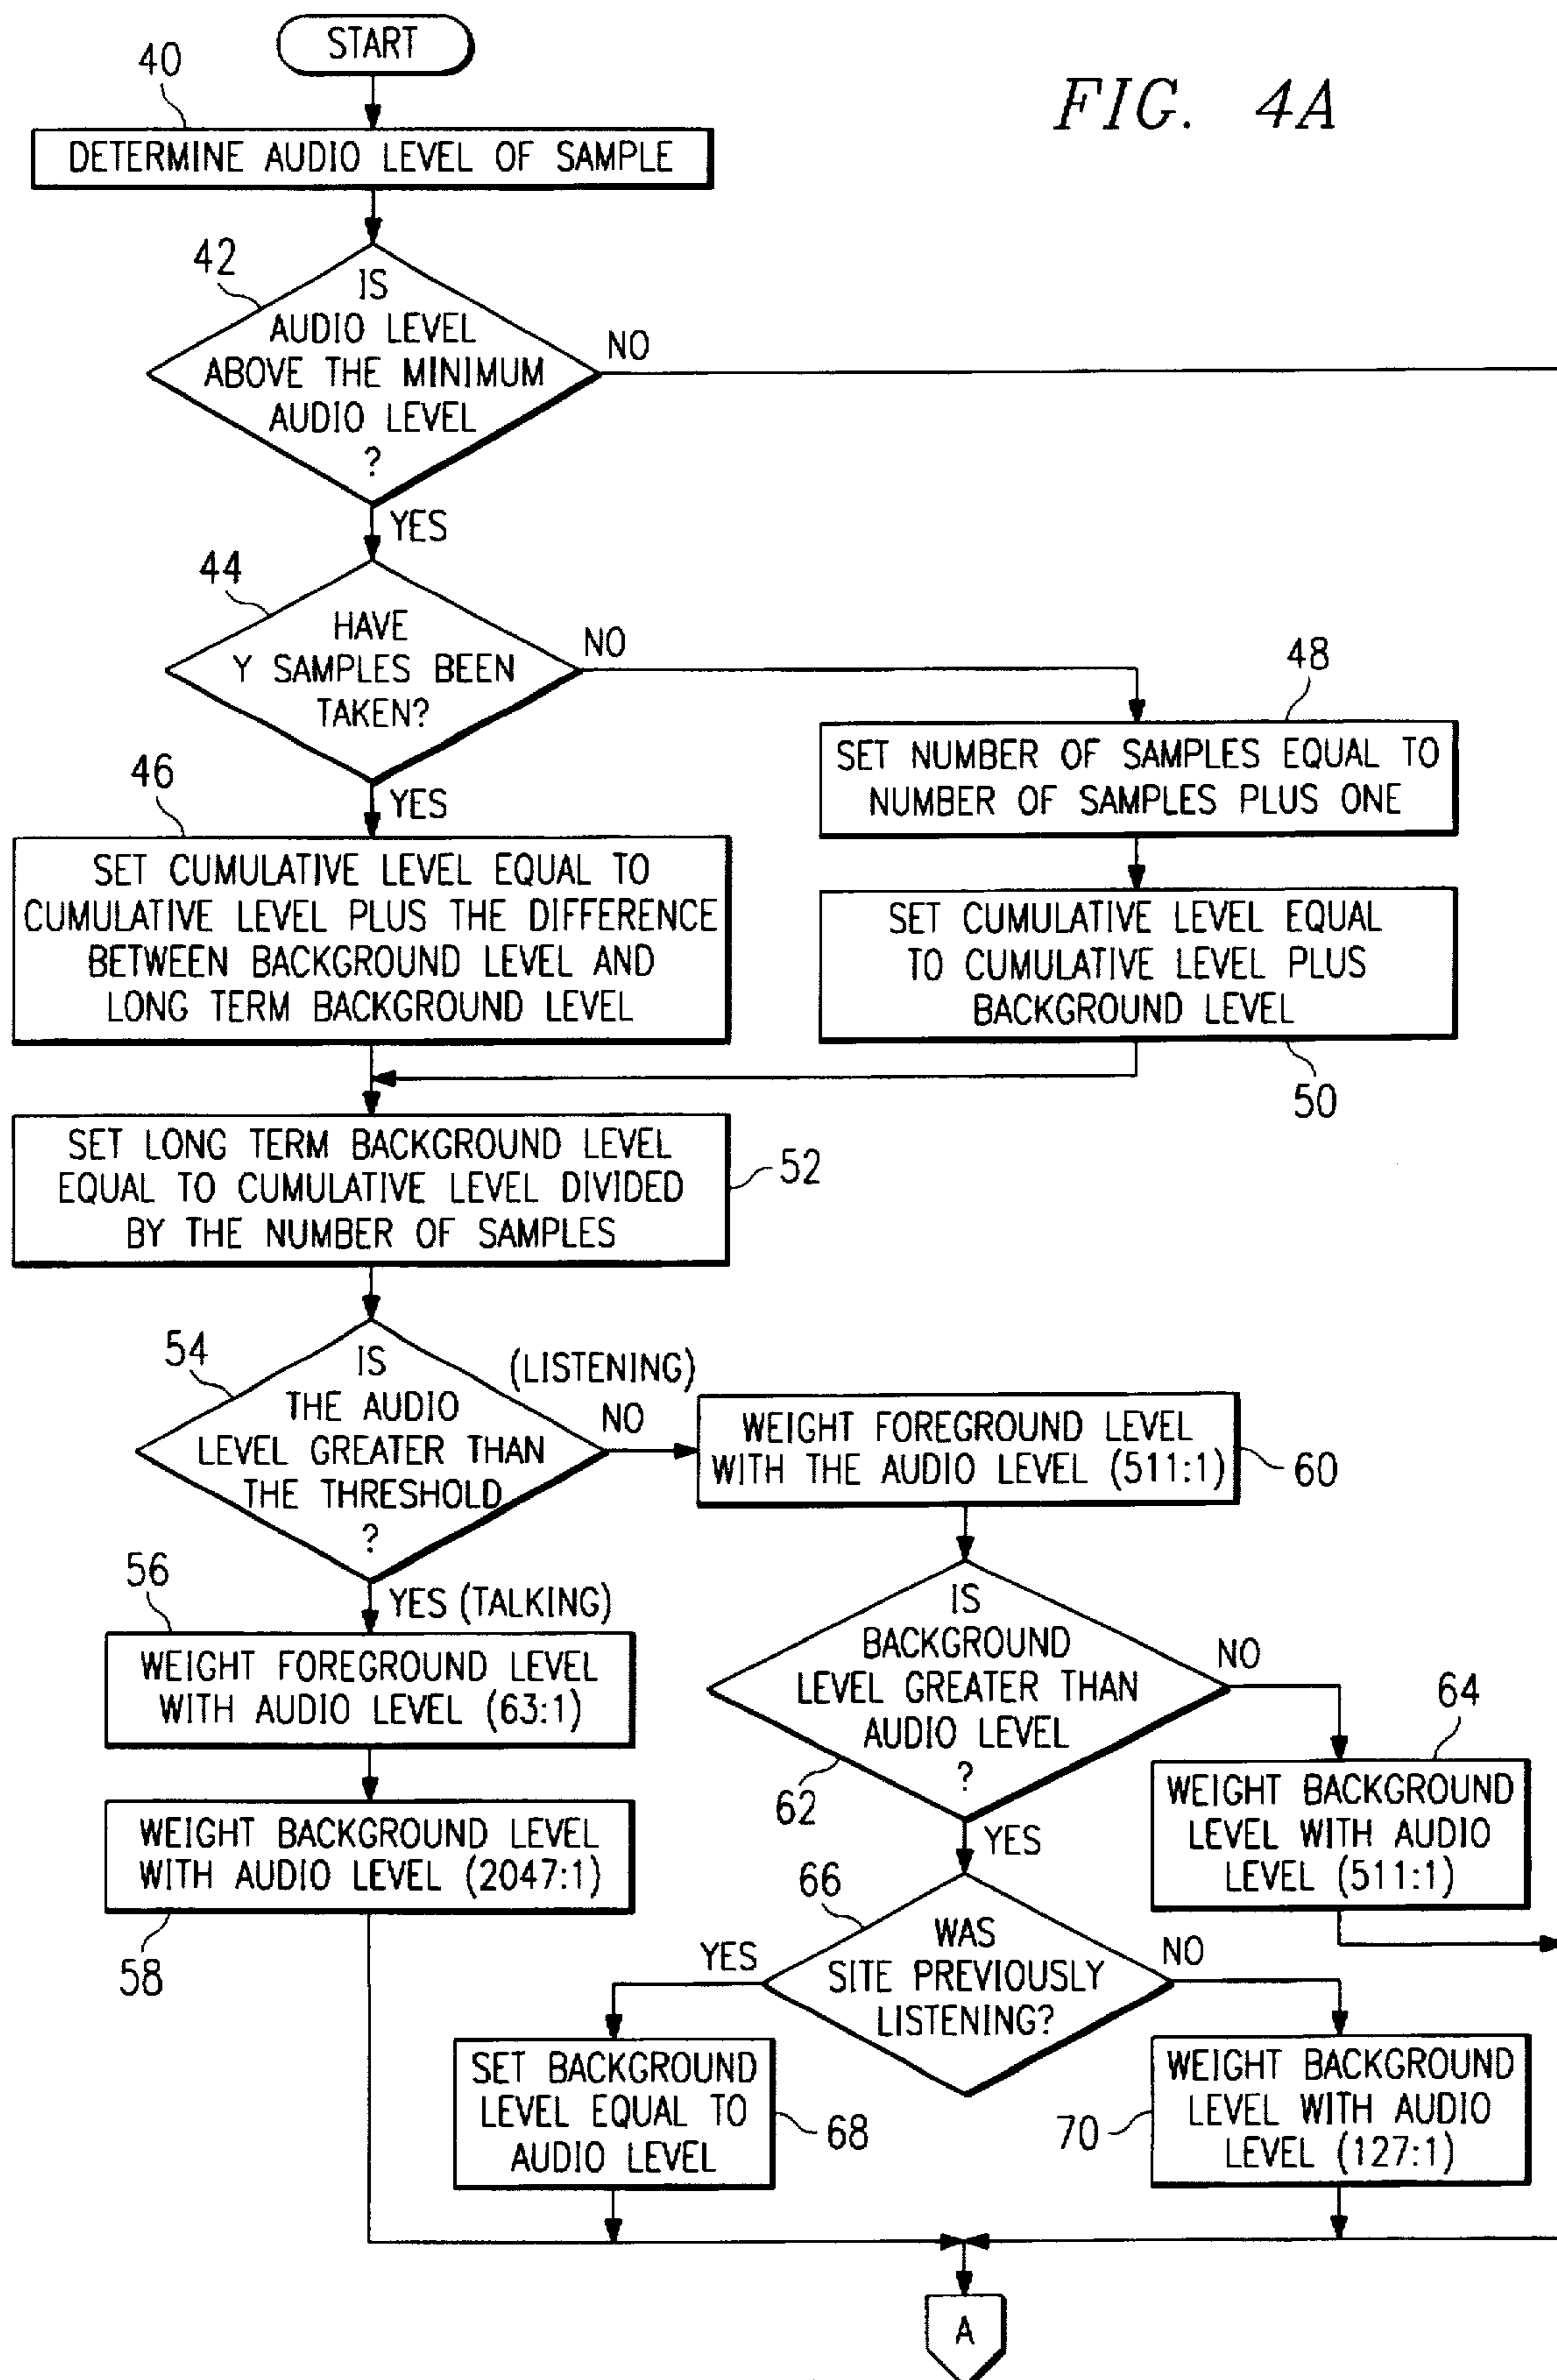 START
FIG. 4A
40
DETERMINE AUDIO LEVEL OF SAMPLE
42
IS
AUDIO LEVEL
ABOVE THE MINIMUM
AUDIO LEVEL
?
NO
YES
44
HAVE
Y SAMPLES BEEN
TAKEN?
NO
YES
48
SET NUMBER OF SAMPLES EQUAL TO
NUMBER OF SAMPLES PLUS ONE
46
SET CUMULATIVE LEVEL EQUAL TO
CUMULATIVE LEVEL PLUS THE DIFFERENCE
BETWEEN BACKGROUND LEVEL AND
LONG TERM BACKGROUND LEVEL
SET CUMULATIVE LEVEL EQUAL
TO CUMULATIVE LEVEL PLUS
BACKGROUND LEVEL
50
SET LONG TERM BACKGROUND LEVEL
EQUAL TO CUMULATIVE LEVEL DIVIDED
BY THE NUMBER OF SAMPLES
52
54
IS
THE AUDIO
LEVEL GREATER THAN
THE THRESHOLD
?
(LISTENING)
NO
YES (TALKING)
WEIGHT FOREGROUND LEVEL
WITH THE AUDIO LEVEL (511:1)
60
56
WEIGHT FOREGROUND LEVEL
WITH AUDIO LEVEL (63:1)
WEIGHT BACKGROUND LEVEL
WITH AUDIO LEVEL (2047:1)
58
IS
BACKGROUND
LEVEL GREATER THAN
AUDIO LEVEL
?
62
NO
YES
64
WEIGHT BACKGROUND
LEVEL WITH AUDIO
LEVEL (511:1)
66
WAS
SITE PREVIOUSLY
LISTENING?
YES
NO
SET BACKGROUND
LEVEL EQUAL TO
AUDIO LEVEL
68
70
WEIGHT BACKGROUND
LEVEL WITH AUDIO
LEVEL (127:1)
A